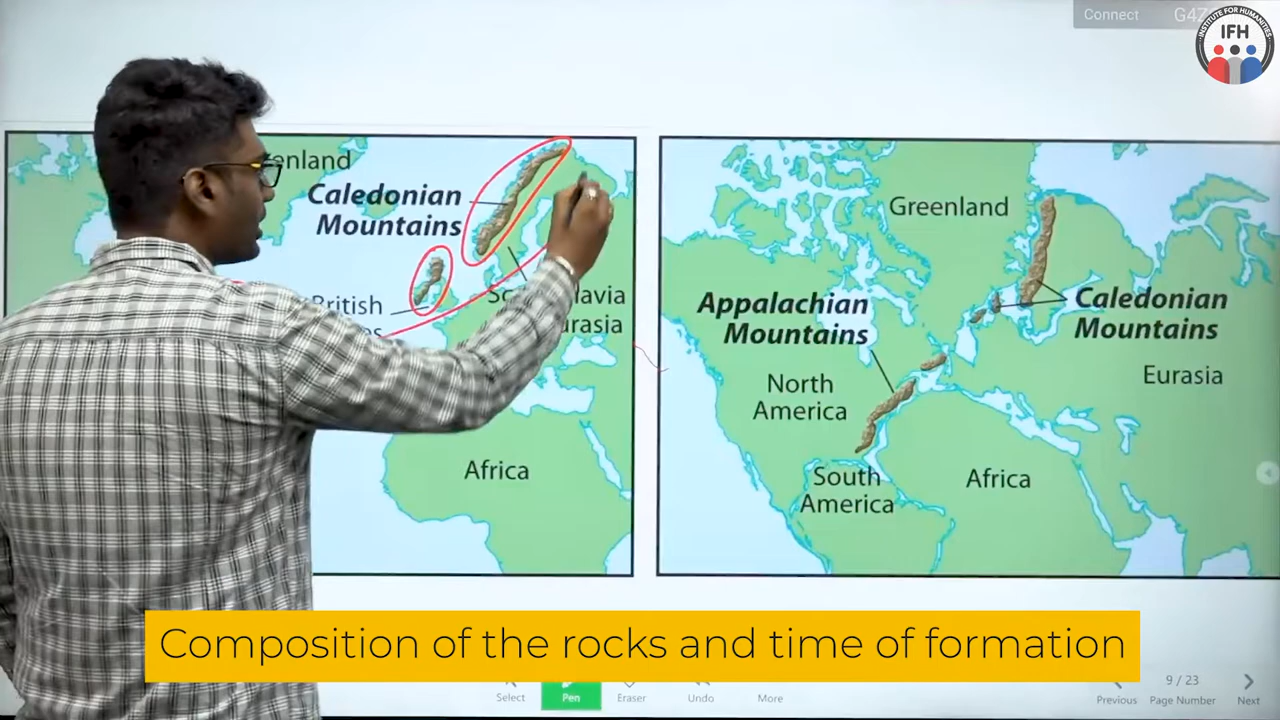 Connect
INSTITUTE FOR HUMANITIES
IFH
Caledonian
Mountains
British
Africa
Greenland
Appalachian
Mountains
Caledonian
Mountains
North
America
Eurasia
South
America
Africa
Composition of the rocks and time of formation
Select
Pen
Eraser
Undo
More
Previous
9 / 23
Page Number
Next